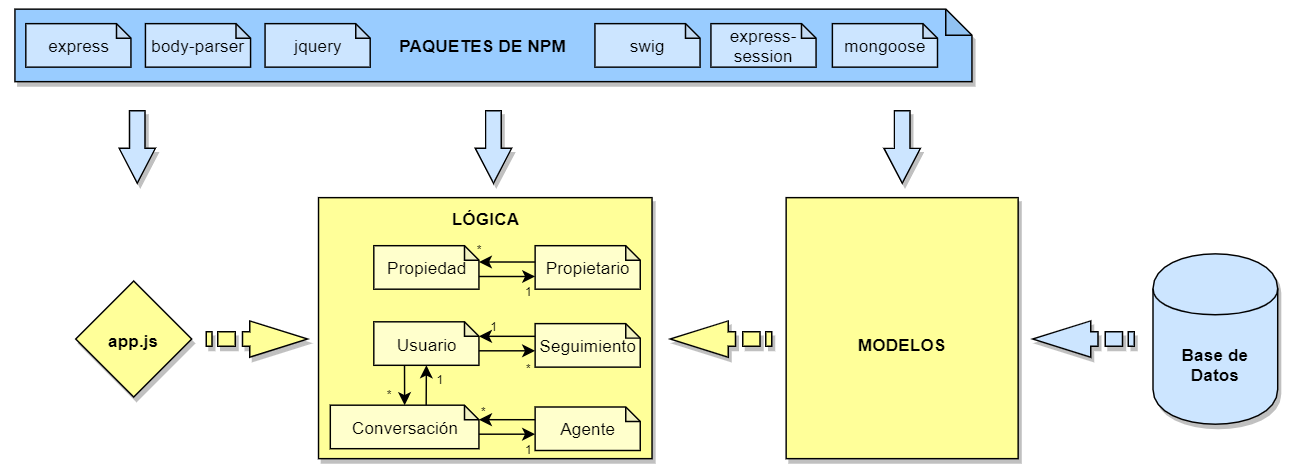 express
body-parser
jquery
PAQUETES DE NPM
swig
express-
session
mongoose
LÓGICA
Propiedad
*
1
Propietario
Usuario
1
*
Seguimiento
*
1
Conversación
*
1
Agente
app.js
MODELOS
Base de
Datos